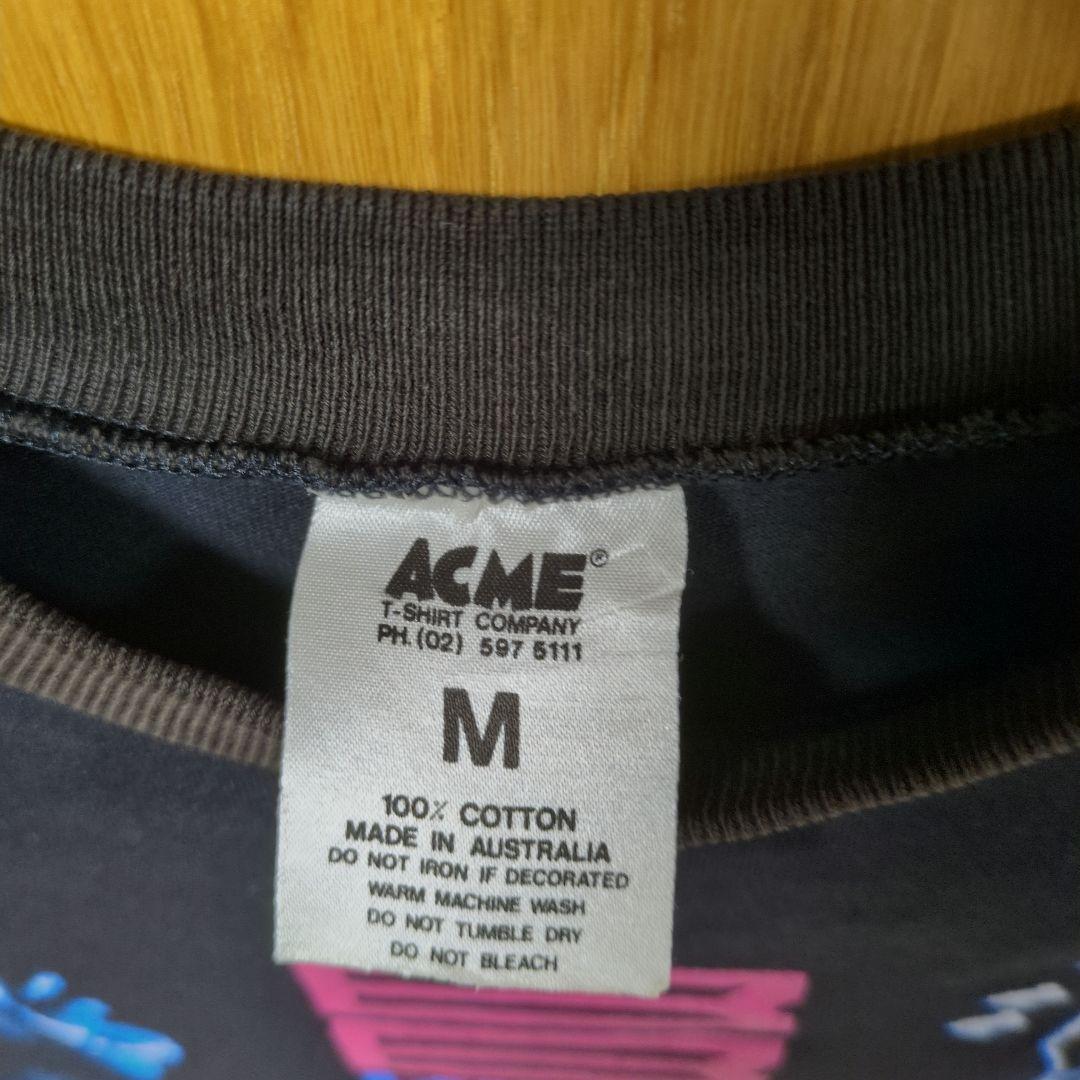 ACME®
T-SHIRT COMPANY
PH. (02) 597 5111
M
100% COTTON
MADE IN AUSTRALIA
DO NOT IRON IF DECORATED
WARM MACHINE WASH
DO NOT TUMBLE DRY
DO NOT BLEACH